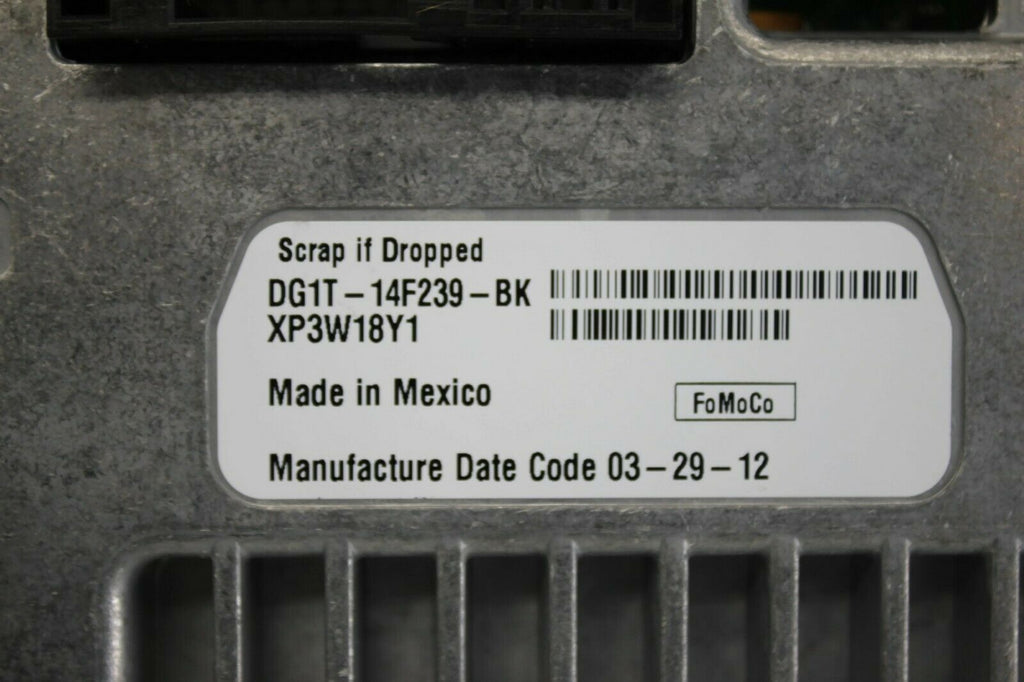 Scrap if Dropped
DG1T-14F239-BK
XP3W18Y1
Made in Mexico
FoMoCo
Manufacture Date Code 03-29-12